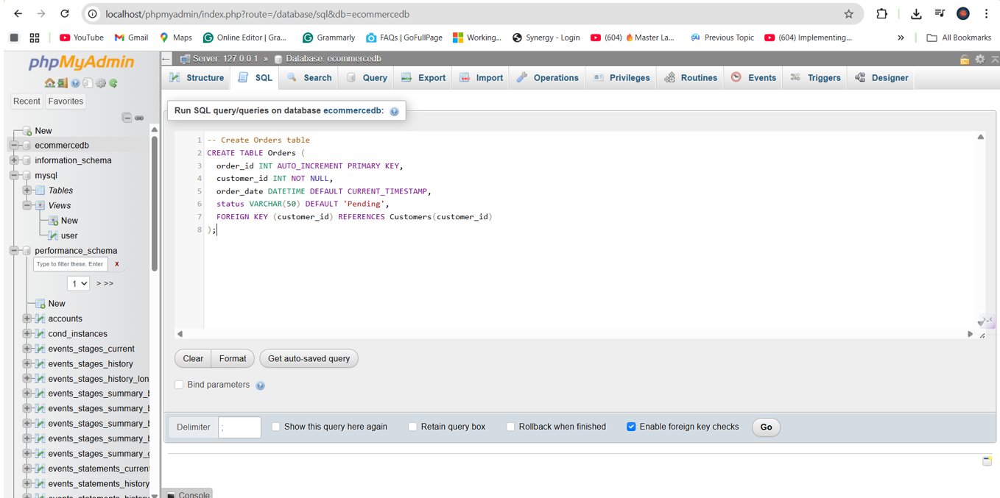 localhost/phpmyadmin/index.php?route=/database/sql&db=ecommercedb
YouTube Gmail Maps Online Editor | Gra... Grammarly FAQs | GoFullPage Working... Synergy - Login (604) 🔥Master La... Previous Topic (604) Implementing... » All Bookmarks
phpMyAdmin
Recent Favorites
New
ecommercedb
information_schema
mysql
Tables
Views
New
user
performance_schema
Type to filter these, Enter X
1 > >>
New
accounts
cond_instances
events_stages_current
events_stages_history
events_stages_history_lon
events_stages_summary_b
events_stages_summary_b
events_stages_summary_b
events_stages_summary_b
events_stages_summary_g
events_statements_current
events_statements_history
Server: 127.0.0.1 » Database: ecommercedb
Structure SQL Search Query Export Import Operations Privileges Routines Events Triggers Designer
Run SQL query/queries on database ecommercedb:
1 -- Create Orders table
2 CREATE TABLE Orders (
3 order_id INT AUTO_INCREMENT PRIMARY KEY,
4 customer_id INT NOT NULL,
5 order_date DATETIME DEFAULT CURRENT_TIMESTAMP,
6 status VARCHAR(50) DEFAULT 'Pending',
7 FOREIGN KEY (customer_id) REFERENCES Customers(customer_id)
8 );
Clear Format Get auto-saved query
Bind parameters
Delimiter ; Show this query here again Retain query box Rollback when finished Enable foreign key checks Go
Console